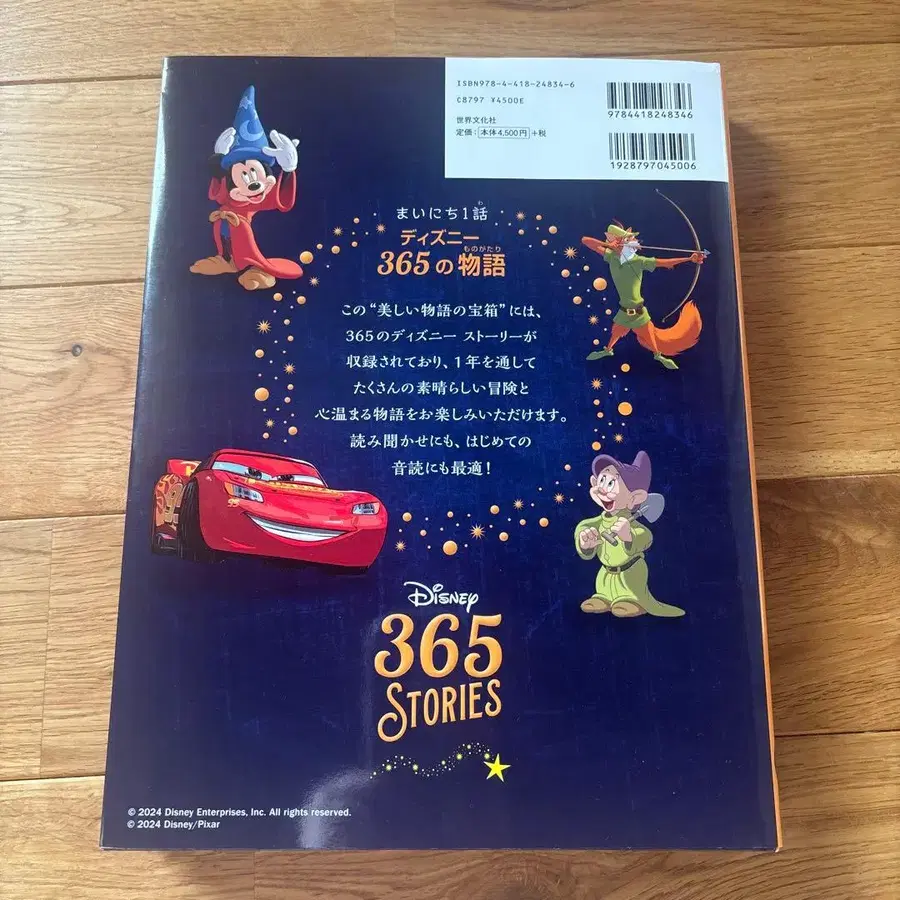 ISBN978-4-418-24834-6
C8797 ¥4500E
世界文化社
定価：本体4,500円+税
9784418248346
1928797045006
まいにち1話
わ
ディズニー
ものがたり
365の物語
この“美しい物語の宝箱”には、
365のディズニー ストーリーが
収録されており、1年を通して
たくさんの素晴らしい冒険と
心温まる物語をお楽しみいただけます。
読み聞かせにも、はじめての
音読にも最適！
Disney
365
STORIES
© 2024 Disney Enterprises, Inc. All rights reserved.
© 2024 Disney/Pixar